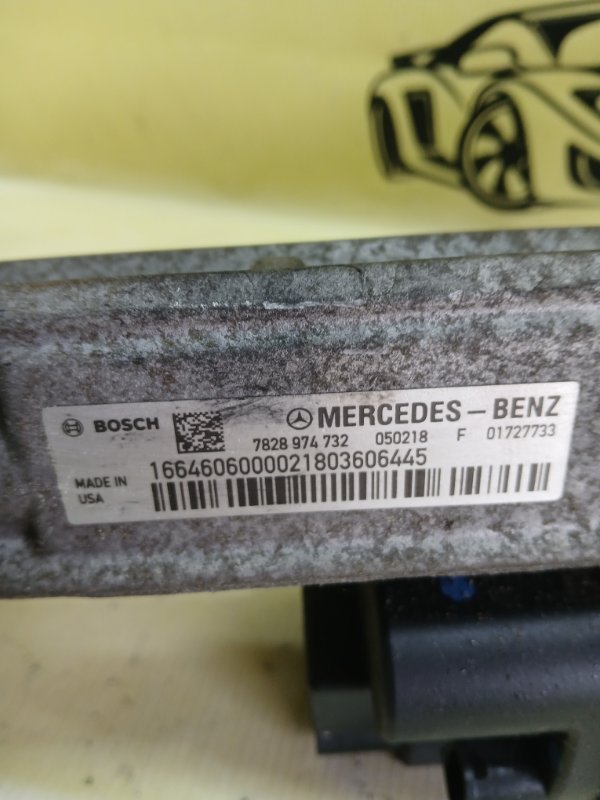 BOSCH MERCEDES-BENZ
7828 974 732 050218 F 01727733
1664606000021803606445
MADE IN
USA